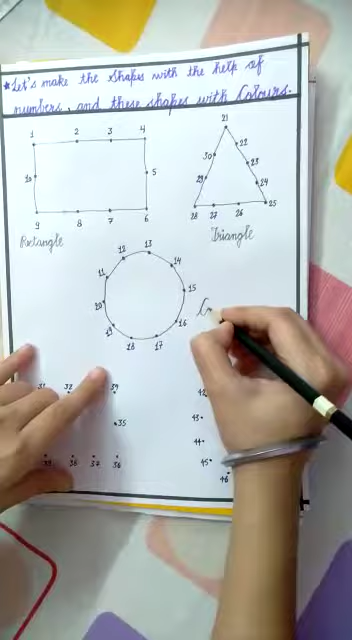 *Let's make the Shapes with the help of
numbers, and these shapes with Colours.
1 2 3 4
10 5
9 8 7 6
Rectangle
21
22
30
23
29
24
28 27 26 25
Triangle
12 13
11 14
20 15
19 16
18 17
31 32 34
35
39 38 37 36
42
43
44
45
46